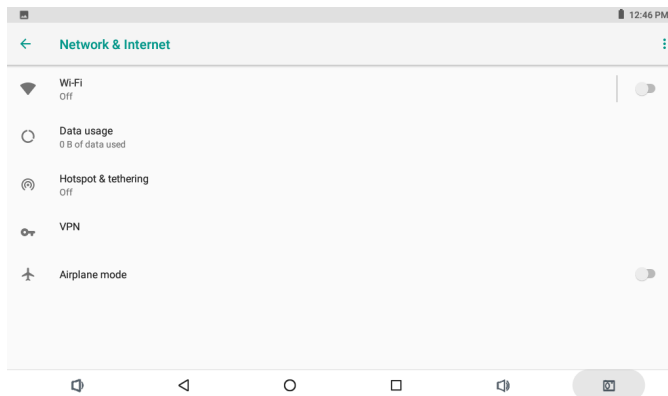 12:46 PM
Network & Internet
Wi-Fi
Off
Data usage
0 B of data used
Hotspot & tethering
Off
VPN
Airplane mode